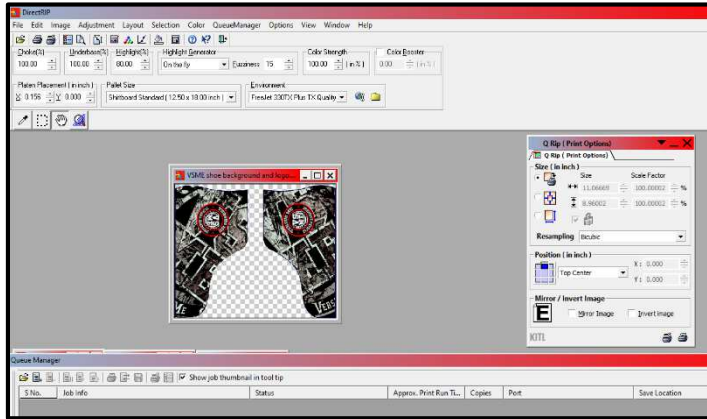 DirectRIP
File Edit Image Adjustment Layout Selection Color QueueManager Options View Window Help
Choke(%) Underbase(%) Highlight(%) Highlight Generator Color Strength Color Booster
100.00 100.00 80.00 On the fly Fuzziness 15 100.00 ( in % ) 0.00 ( in % )
Platen Placement ( in inch ) Pallet Size Environment
X 0.156 Y 0.000 Shirtboard Standard ( 12.50 x 18.00 inch ) FreeJet 330TX Plus TX Quality
VSME shoe background and logo...
Q Rip ( Print Options)
Q Rip ( Print Options)
Size ( in inch )
Size Scale Factor
11.06669 100.00002 %
8.96002 100.00002 %
Resampling Bicubic
Position ( in inch )
Top Center
X : 0.000
Y : 0.000
Mirror / Invert Image
E Mirror Image Invert image
KITL
Queue Manager
Show job thumbnail in tool tip
S No. Job Info Status Approx. Print Run Ti... Copies Port Save Location